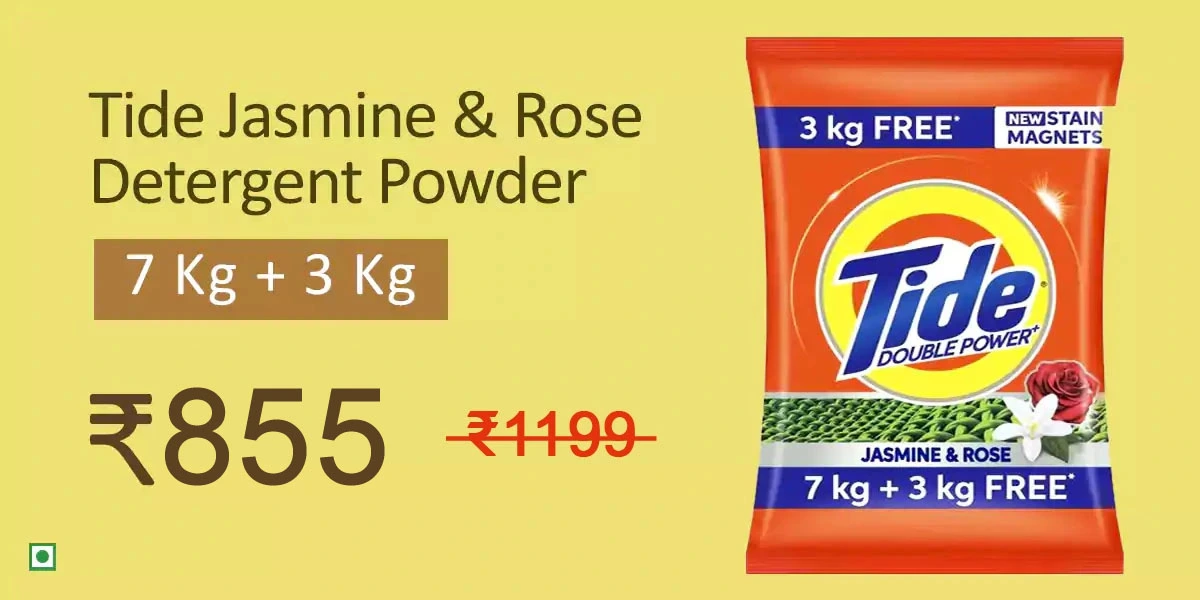 Tide Jasmine & Rose
Detergent Powder
7 Kg + 3 Kg
₹855 ₹1199
3 kg FREE*
NEW STAIN
MAGNETS
Tide®
DOUBLE POWER+
JASMINE & ROSE
7 kg + 3 kg FREE*